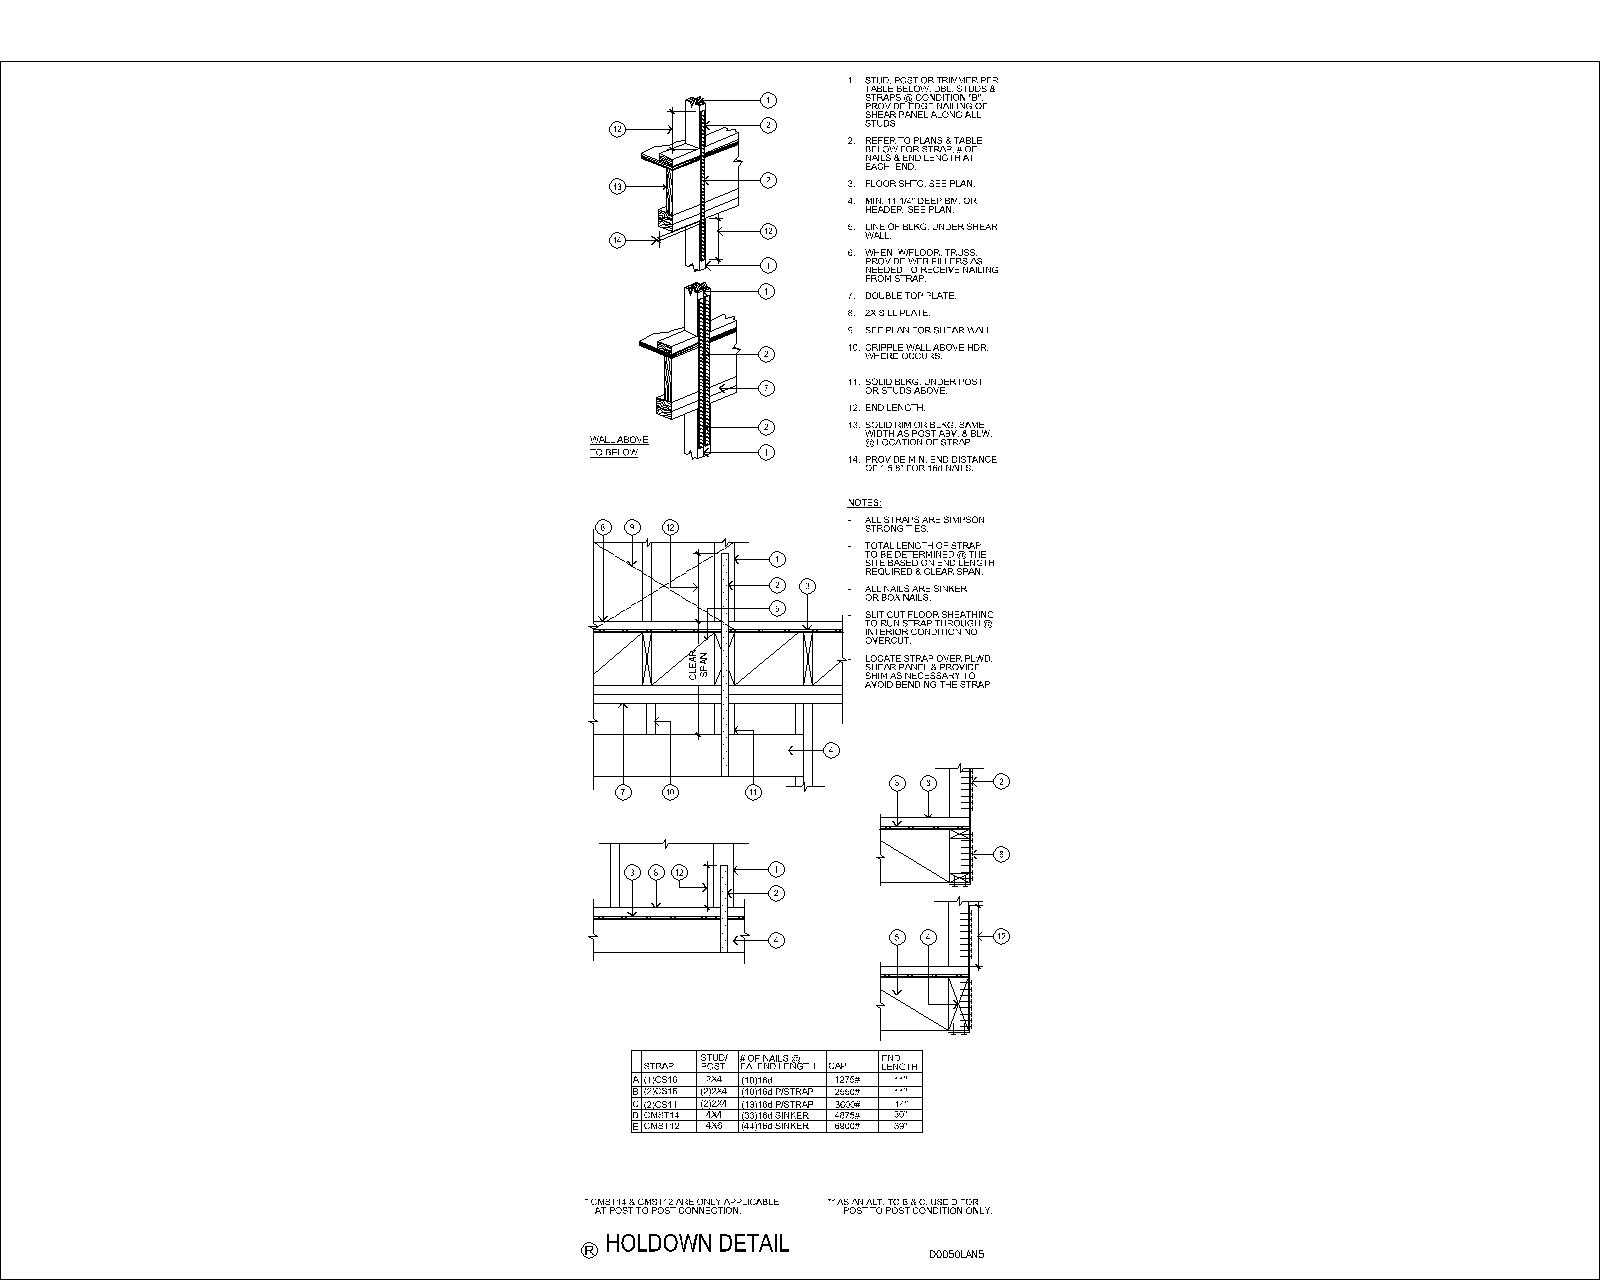 1. STUD, POST OR TRIMMER PER
TABLE BELOW. DBL. STUDS &
STRAPS @ CONDITION "B".
PROVIDE EDGE NAILING OF
SHEAR PANEL ALONG ALL
STUDS
2. REFER TO PLANS & TABLE
BELOW FOR STRAP, # OF
NAILS & END LENGTH AT
EACH END.
3. FLOOR SHTG. SEE PLAN.
4. MIN. 11 1/4" DEEP BM. OR
HEADER. SEE PLAN.
5. LINE OF BLKG. UNDER SHEAR
WALL.
6. WHEN W/FLOOR TRUSS,
PROVIDE WEB FILLERS AS
NEEDED TO RECEIVE NAILING
FROM STRAP.
7. DOUBLE TOP PLATE.
8. 2X SILL PLATE.
9. SEE PLAN FOR SHEAR WALL
10. CRIPPLE WALL ABOVE HDR.
WHERE OCCURS.
11. SOLID BLKG. UNDER POST
OR STUDS ABOVE.
12. END LENGTH.
13. SOLID RIM OR BLKG. SAME
WIDTH AS POST ABV. & BLW.
@ LOCATION OF STRAP
14. PROVIDE MIN. END DISTANCE
OF 1 5/8" FOR 16d NAILS.
NOTES:
- ALL STRAPS ARE SIMPSON
STRONG TIES.
- TOTAL LENGTH OF STRAP
TO BE DETERMINED @ THE
SITE BASED ON END LENGTH
REQUIRED & CLEAR SPAN.
- ALL NAILS ARE SINKER
OR BOX NAILS.
- SLIT CUT FLOOR SHEATHING
TO RUN STRAP THROUGH @
INTERIOR CONDITION NO
OVERCUT.
- LOCATE STRAP OVER PLWD.
SHEAR PANEL & PROVIDE
SHIM AS NECESSARY TO
AVOID BENDING THE STRAP
1
2
12
2
13
12
14
1
1
2
7
2
1
WALL ABOVE
TO BELOW
8 9 12
1
2 3
5
CLEAR
SPAN
4
7 10 11
3 12
1
2
4
2
12
4
STRAP STUD/ POST # OF NAILS @ EA. END LENGTH CAP. END LENGTH
A (1)CS16 2X4 (10)16d 1275# 11"
B (2)CS16 (2)2X4 (10)16d P/STRAP 2550# 11"
C (2)CS11 (2)2X4 (13)16d P/STRAP 14"
D CMST14 4X4 (33)16d SINKER 4875# 30"
E CMST12 4X6 (44)16d SINKER 39"
* CMST14 & CMST12 ARE ONLY APPLICABLE
AT POST TO POST CONNECTION.
** AS AN ALT. TO B & C, USE D FOR
POST TO POST CONDITION ONLY.
R HOLDOWN DETAIL
D0050LAN5